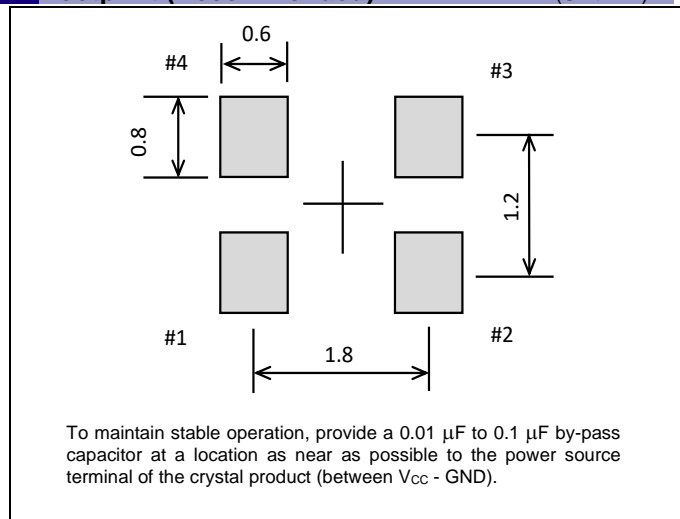 0.6
#4
#3
0.8
1.2
#1
#2
1.8
To maintain stable operation, provide a 0.01 μF to 0.1 μF by-pass
capacitor at a location as near as possible to the power source
terminal of the crystal product (between VCC - GND).